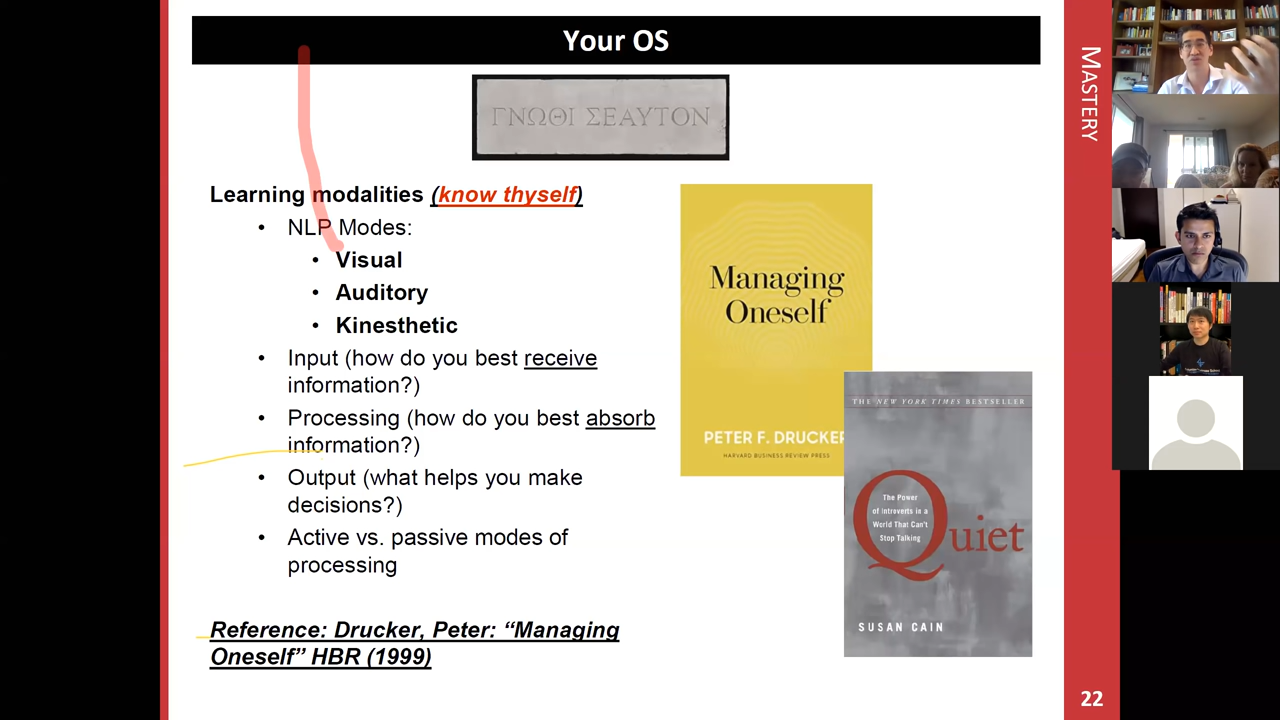 Your OS
ΓΝΩΘΙ ΣΕΑΥΤΟΝ
Learning modalities (know thyself)
• NLP Modes:
• Visual
• Auditory
• Kinesthetic
• Input (how do you best receive
information?)
• Processing (how do you best absorb
information?)
• Output (what helps you make
decisions?)
• Active vs. passive modes of
processing
Reference: Drucker, Peter: “Managing
Oneself” HBR (1999)
Managing
Oneself
PETER F. DRUCKER
HARVARD BUSINESS REVIEW PRESS
THE NEW YORK TIMES BESTSELLER
The Power
of Introverts in a
World That Can't
Stop Talking
Quiet
SUSAN CAIN
MASTERY
22